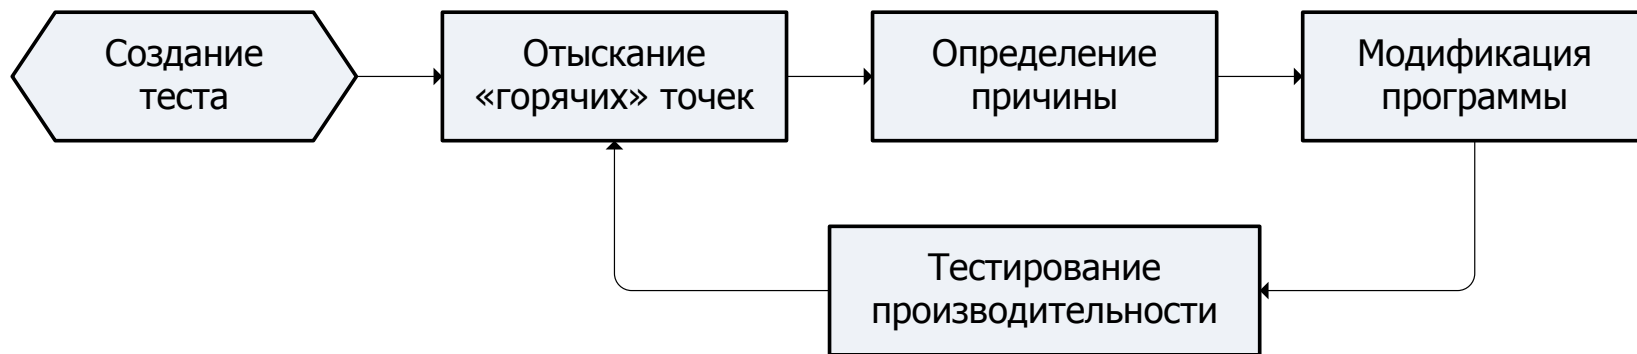 Создание
теста
Отыскание
«горячих» точек
Определение
причины
Модификация
программы
Тестирование
производительности